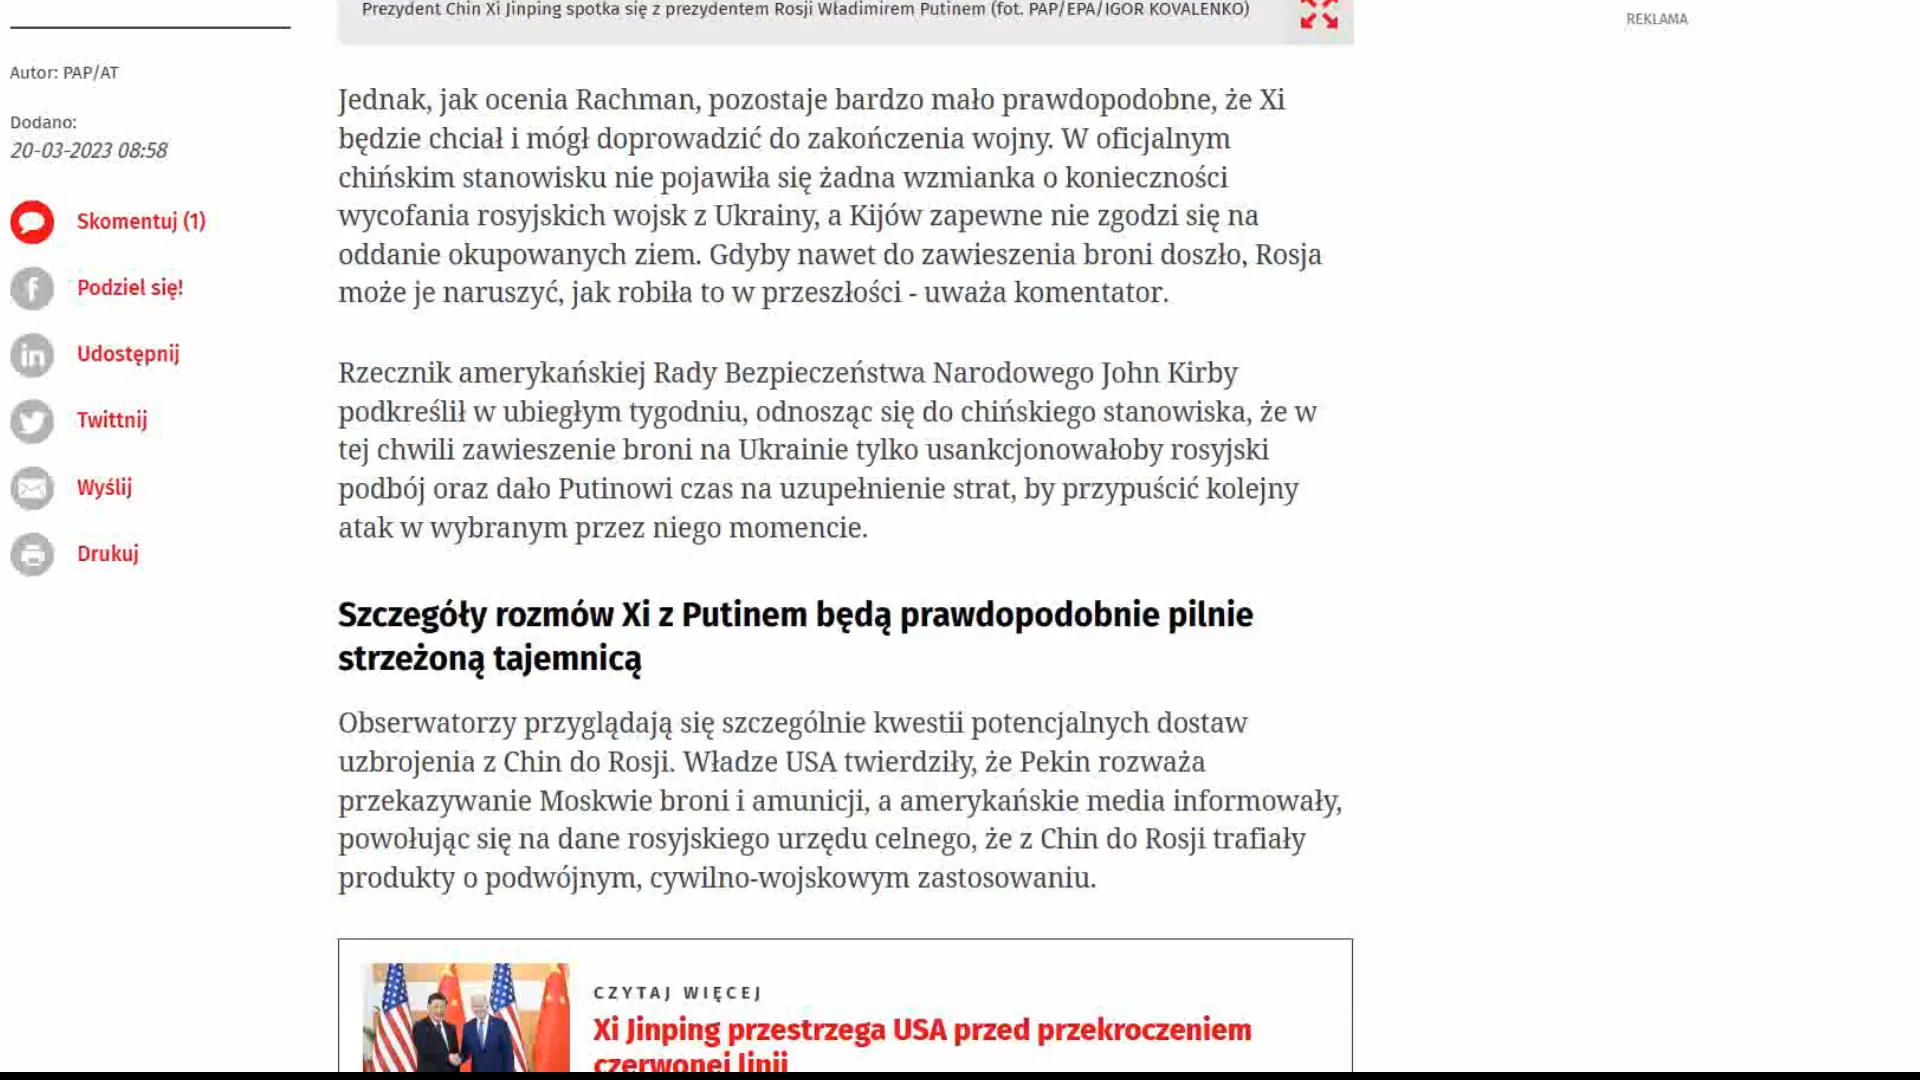 Prezydent Chin Xi Jinping spotka się z prezydentem Rosji Władimirem Putinem (fot. PAP/EPA/IGOR KOVALENKO)
REKLAMA
Autor: PAP/AT
Dodano:
20-03-2023 08:58
Skomentuj (1)
Podziel się!
Udostępnij
Twittnij
Wyślij
Drukuj
Jednak, jak ocenia Rachman, pozostaje bardzo mało prawdopodobne, że Xi
będzie chciał i mógł doprowadzić do zakończenia wojny. W oficjalnym
chińskim stanowisku nie pojawiła się żadna wzmianka o konieczności
wycofania rosyjskich wojsk z Ukrainy, a Kijów zapewne nie zgodzi się na
oddanie okupowanych ziem. Gdyby nawet do zawieszenia broni doszło, Rosja
może je naruszyć, jak robiła to w przeszłości - uważa komentator.
Rzecznik amerykańskiej Rady Bezpieczeństwa Narodowego John Kirby
podkreślił w ubiegłym tygodniu, odnosząc się do chińskiego stanowiska, że w
tej chwili zawieszenie broni na Ukrainie tylko usankcjonowałoby rosyjski
podbój oraz dało Putinowi czas na uzupełnienie strat, by przypuścić kolejny
atak w wybranym przez niego momencie.
Szczegóły rozmów Xi z Putinem będą prawdopodobnie pilnie
strzeżoną tajemnicą
Obserwatorzy przyglądają się szczególnie kwestii potencjalnych dostaw
uzbrojenia z Chin do Rosji. Władze USA twierdziły, że Pekin rozważa
przekazywanie Moskwie broni i amunicji, a amerykańskie media informowały,
powołując się na dane rosyjskiego urzędu celnego, że z Chin do Rosji trafiały
produkty o podwójnym, cywilno-wojskowym zastosowaniu.
CZYTAJ WIĘCEJ
Xi Jinping przestrzega USA przed przekroczeniem
czerwonej linii